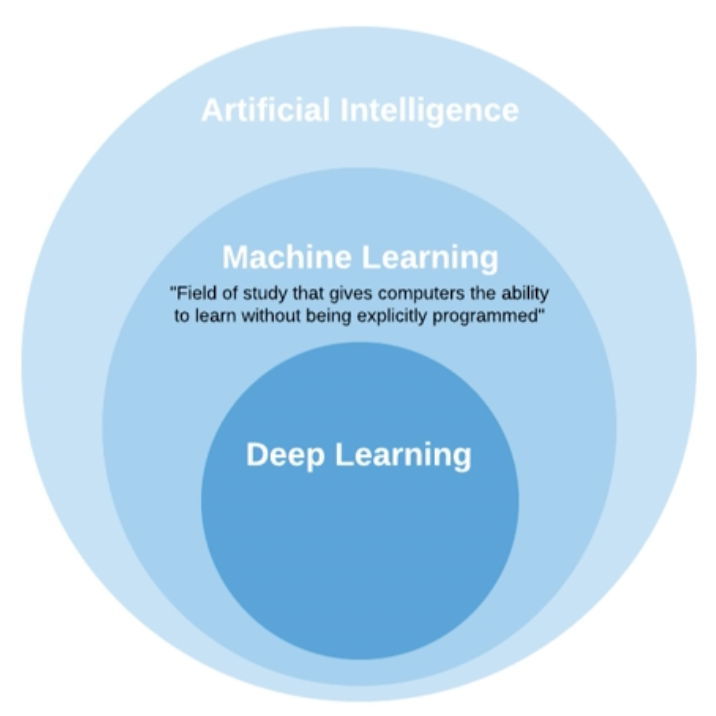 Artificial Intelligence
Machine Learning
"Field of study that gives computers the ability
to learn without being explicitly programmed"
Deep Learning